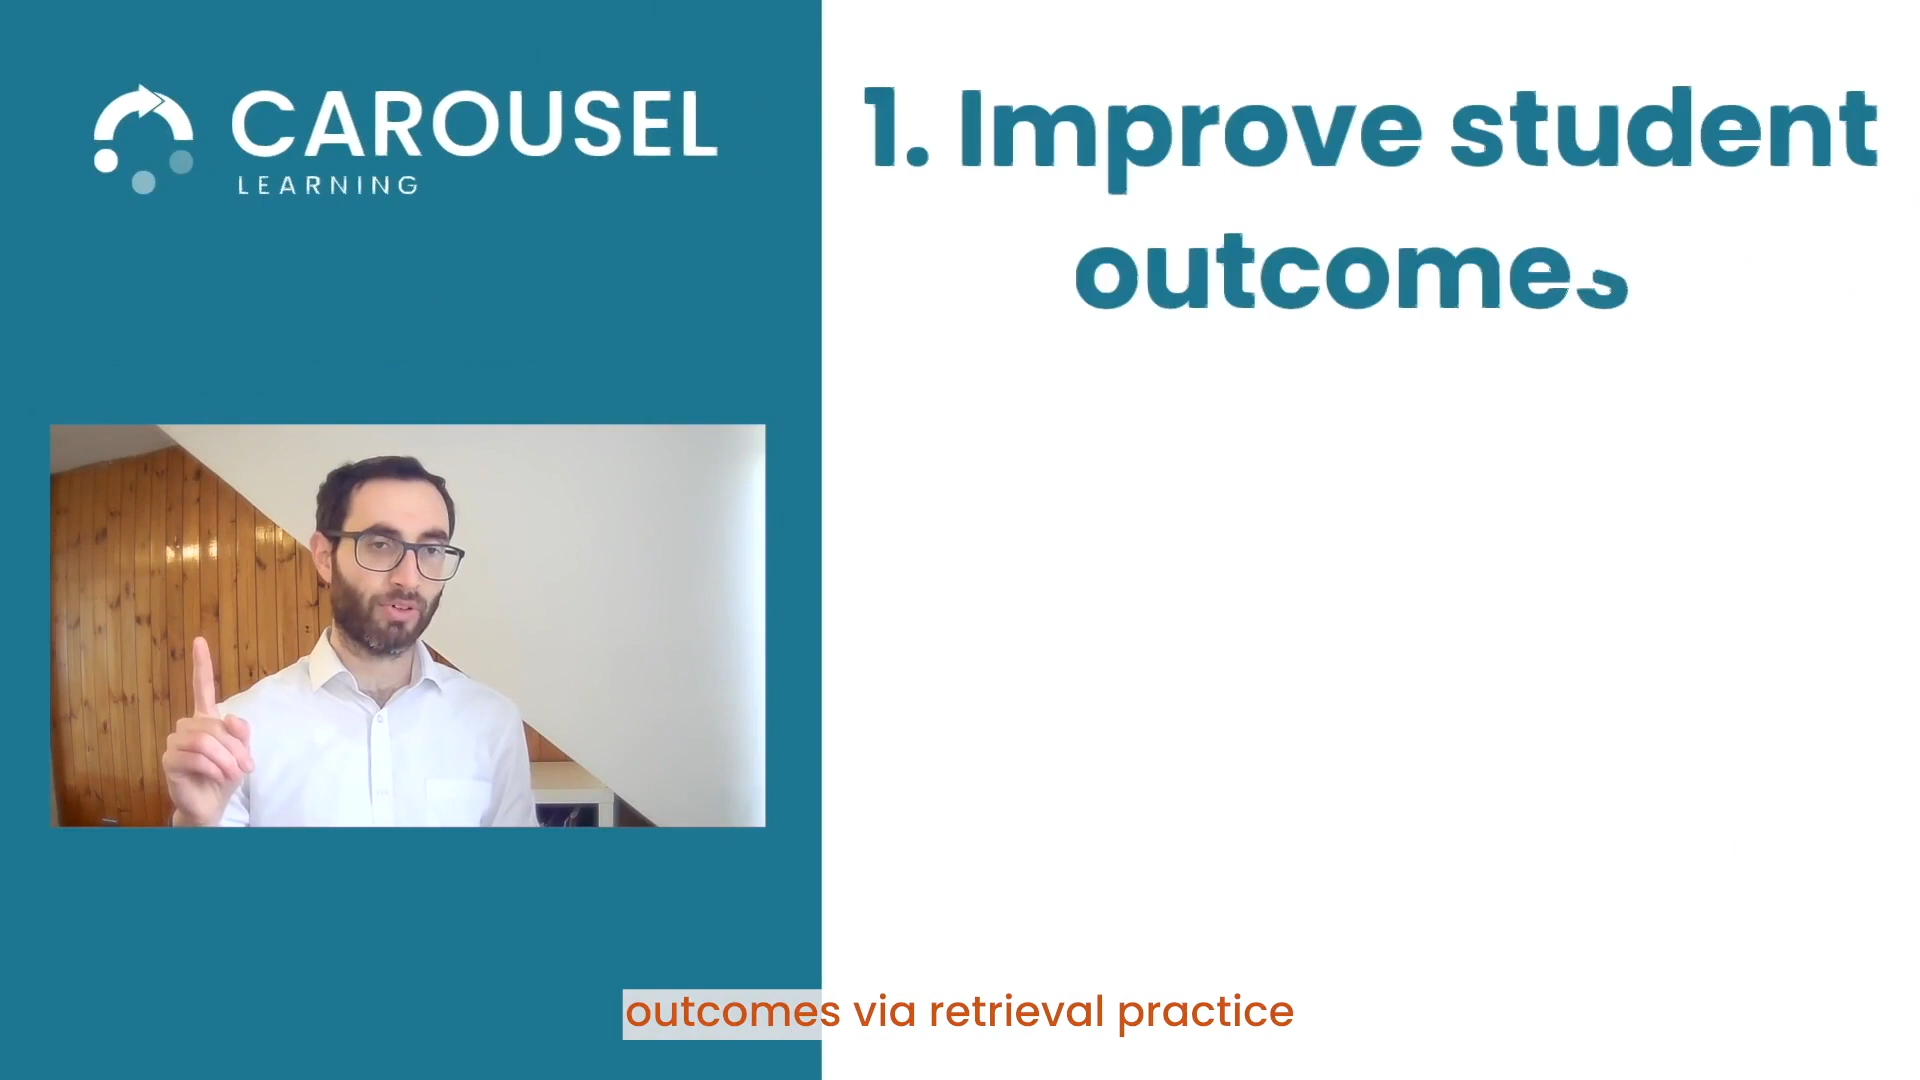 CAROUSEL
LEARNING
1. Improve student
outcomes
outcomes via retrieval practice